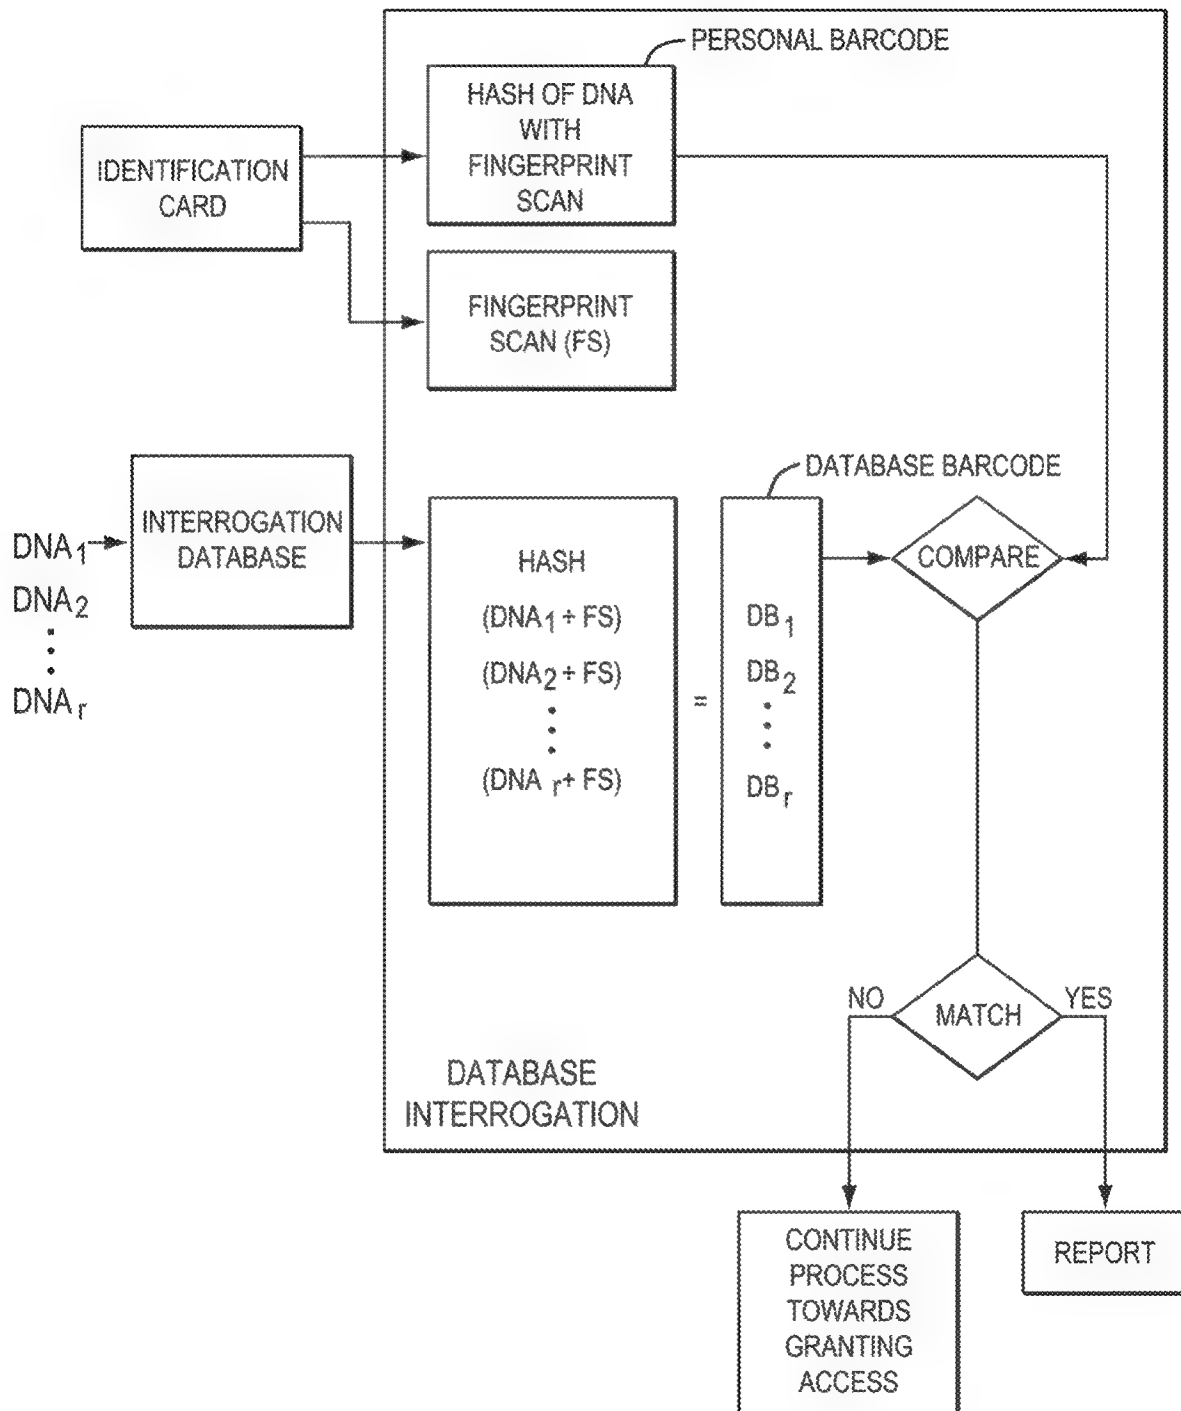 PERSONAL BARCODE
HASH OF DNA
WITH
FINGERPRINT
SCAN
IDENTIFICATION
CARD
FINGERPRINT
SCAN (FS)
DATABASE BARCODE
INTERROGATION
DATABASE
DNA1
DNA2
DNAr
HASH
(DNA1 + FS)
(DNA2 + FS)
(DNA r + FS)
=
DB1
DB2
DBr
COMPARE
NO
MATCH
YES
DATABASE
INTERROGATION
CONTINUE
PROCESS
TOWARDS
GRANTING
ACCESS
REPORT